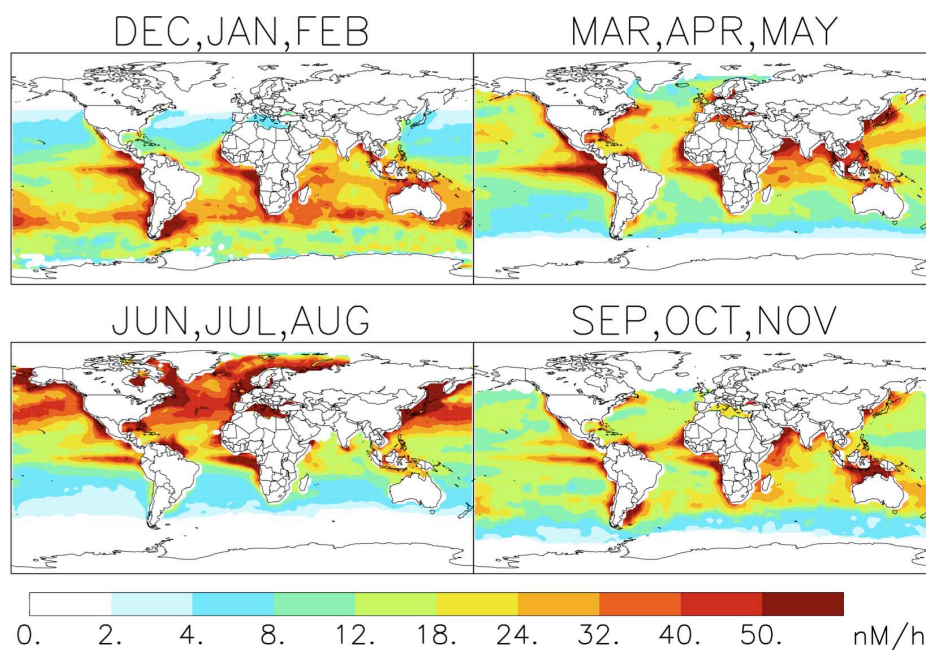 DEC,JAN,FEB
MAR,APR,MAY
JUN,JUL,AUG
SEP,OCT,NOV
0. 2. 4. 8. 12. 18. 24. 32. 40. 50. nM/h